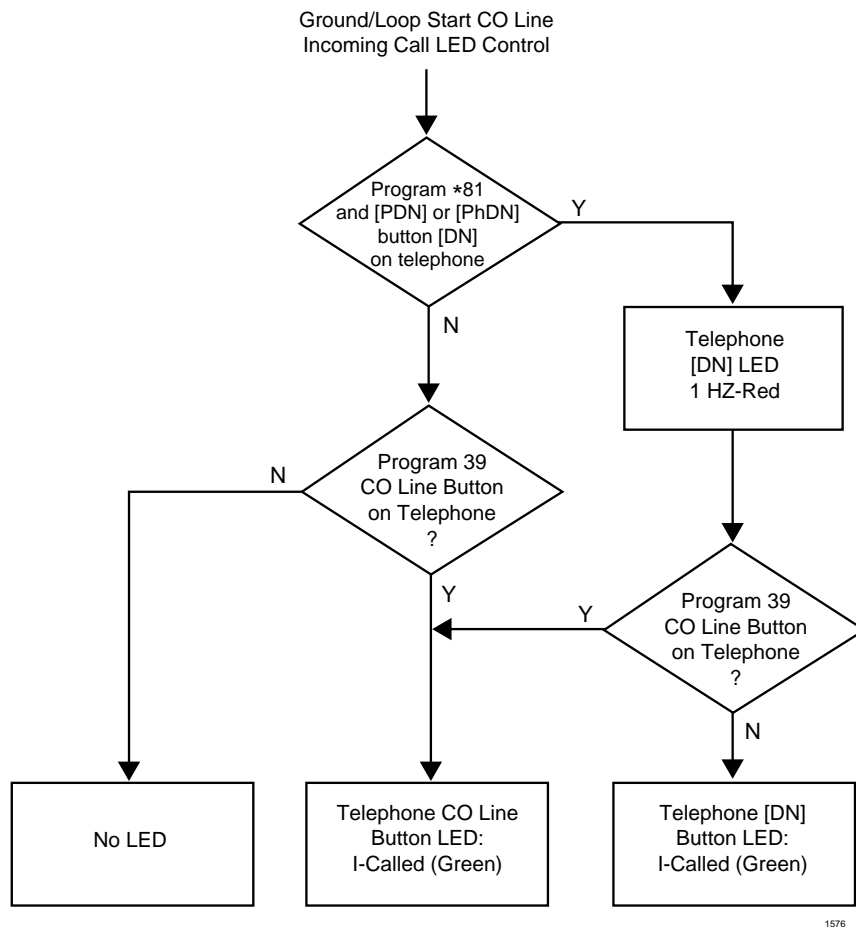 Ground/Loop Start CO Line
Incoming Call LED Control
Program *81
and [PDN] or [PhDN]
button [DN]
on telephone
Y
N
Telephone
[DN] LED
1 HZ-Red
N
Program 39
CO Line Button
on Telephone
?
Y
Y
Program 39
CO Line Button
on Telephone
?
N
No LED
Telephone CO Line
Button LED:
I-Called (Green)
Telephone [DN]
Button LED:
I-Called (Green)
1576